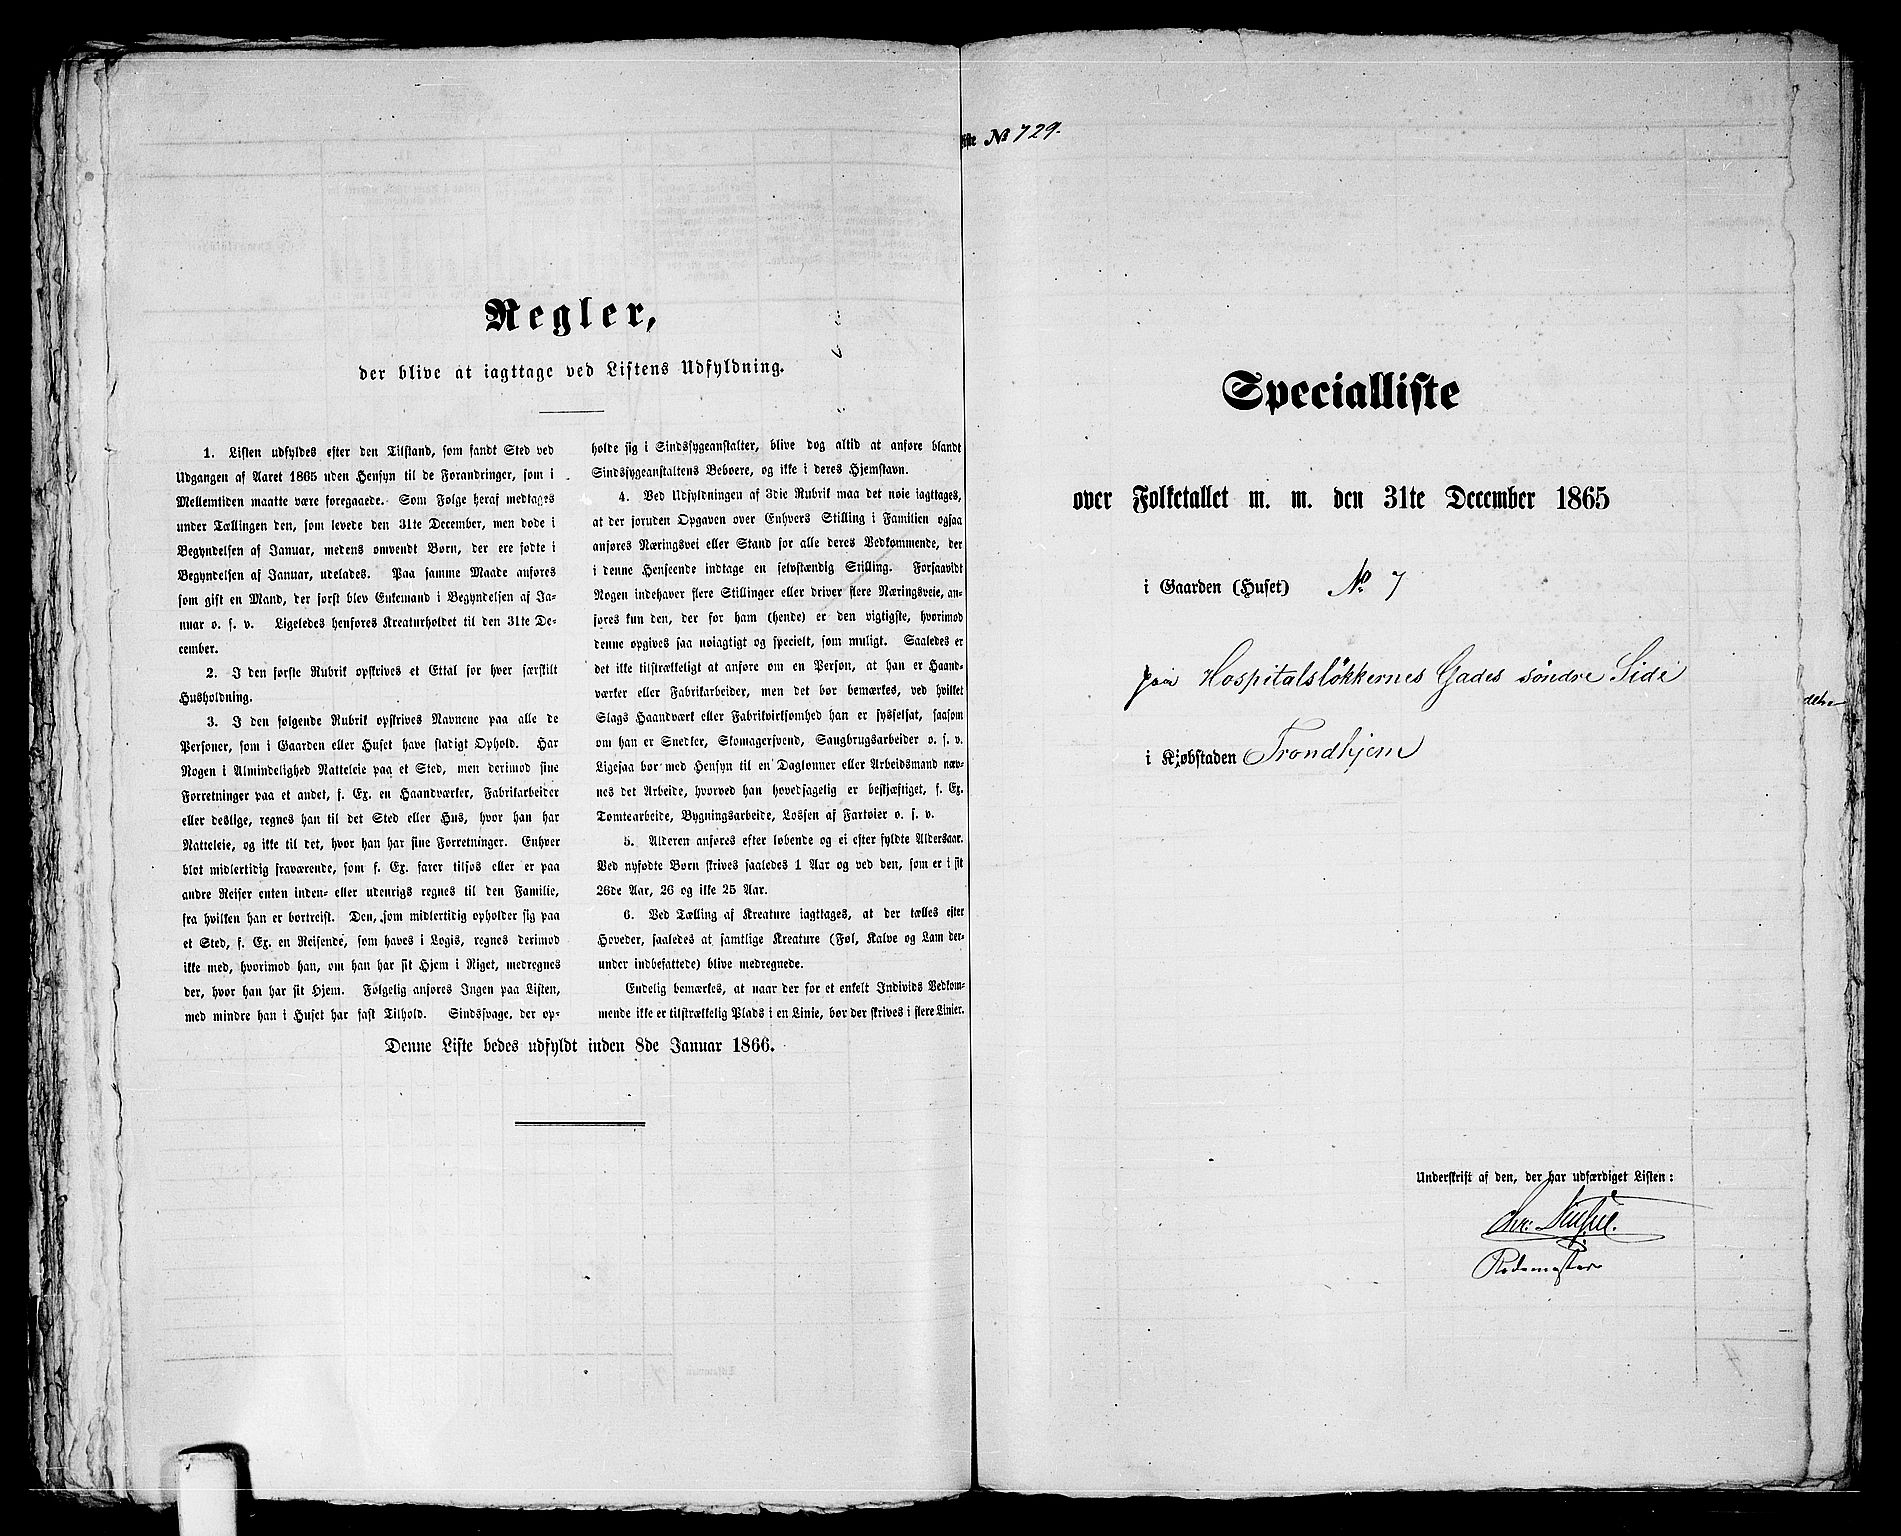 Regler,
der blive at iagttage ved Listens Udfyldning.
1. Listen udfyldes efter den Tilstand, som fandt Sted ved
Udgangen af Aaret 1865 uden Hensyn til de Forandringer, som i
Mellemtiden maatte være foregaaede. Som Følge heraf medtages
under Tællingen den, som levede den 31te December, men døde i
Begyndelsen af Januar, medens omvendt Børn, der ere fødte i
Begyndelsen af Januar, udelades. Paa samme Maade anføres
som gift en Mand, der først blev Enkemand i Begyndelsen af Ja-
nuar o. s. v. Ligeledes henføres Kreaturholdet til den 31te De-
cember.
2. I den første Rubrik opskrives et Ettal for hver særskilt
Husholdning.
3. I den følgende Rubrik opskrives Navnene paa alle de
Personer, som i Gaarden eller Huset have stadigt Ophold. Har
Nogen i Almindelighed Natteleie paa et Sted, men derimod sine
Forretninger paa et andet, f. Ex. en Haandværker, Fabrikarbeider
eller deslige, regnes han til det Sted eller Hus, hvor han har
Natteleie, og ikke til det, hvor han har sine Forretninger. Enhver
blot midlertidig fraværende, som f. Ex. farer tilsøs eller er paa
andre Reiser enten inden- eller udenrigs regnes til den Familie,
fra hvilken han er bortreist. Den, som midlertidig opholder sig paa
et Sted, f. Ex. en Reisende, som haves i Logis, regnes derimod
ikke med, hvorimod han, om han har sit Hjem i Riget, medregnes
der, hvor han har sit Hjem. Følgelig anføres Ingen paa Listen,
med mindre han i Huset har fast Tilhold. Sindssvage, der op-
holde sig i Sindssygeanstalter, blive dog altid at anføre blandt
Sindssygeanstaltens Beboere, og ikke i deres Hjemstavn.
4. Ved Udfyldningen af 3die Rubrik maa det nøie iagttages,
at der foruden Opgaven over Enhvers Stilling i Familien ogsaa
anføres Næringsvei eller Stand for alle deres Vedkommende, der
i denne Henseende indtage en selvstændig Stilling. Forsaavidt
Nogen indehaver flere Stillinger eller driver flere Næringsveie, an-
føres kun den, der for ham (hende) er den vigtigste, hvorimod
denne opgives saa nøiagtigt og specielt, som muligt. Saaledes er
det ikke tilstrækkeligt at anføre om en Person, at han er Haand-
værker eller Fabrikarbeider, men det bør bemærkes, ved hvilket
Slags Haandværk eller Fabrikvirksomhed han er sysselsat, saasom
om han er Snedker, Skomagersvend, Saugbrugsarbeider o. s. v.
Ligesaa bør med Hensyn til en Daglønner eller Arbeidsmand næv-
nes det Arbeide, hvorved han hovedsagelig er beskjæftiget, f. Ex.
Tomtearbeide, Bygningsarbeide, Lossen af Fartøier o. s. v.
5. Alderen anføres efter løbende og ei efter fyldte Aldersaar.
Ved nyfødte Børn skrives saaledes 1 Aar og ved den, som er i sit
26de Aar, 26 og ikke 25 Aar.
6. Ved Tælling af Kreature iagttages, at der tælles efter
Hoveder, saaledes at samtlige Kreature (Føl, Kalve og Lam der-
under indbefattede) blive medregnede.
Endelig bemærkes, at naar der for et enkelt Individs Vedkom-
mende ikke er tilstrækkelig Plads i en Linie, bør der skrives i flere Linier.
Denne Liste bedes udfyldt inden 8de Januar 1866.
iste No 729.
Specialliste
over Folketallet m. m. den 31te December 1865
i Gaarden (Huset) No 7
paa Hospitalsløkkernes Gades søndre Side
i Kjøbstaden Trondhjem
Underskrift af den, der har udfærdiget Listen:
Chr.
Rodemester